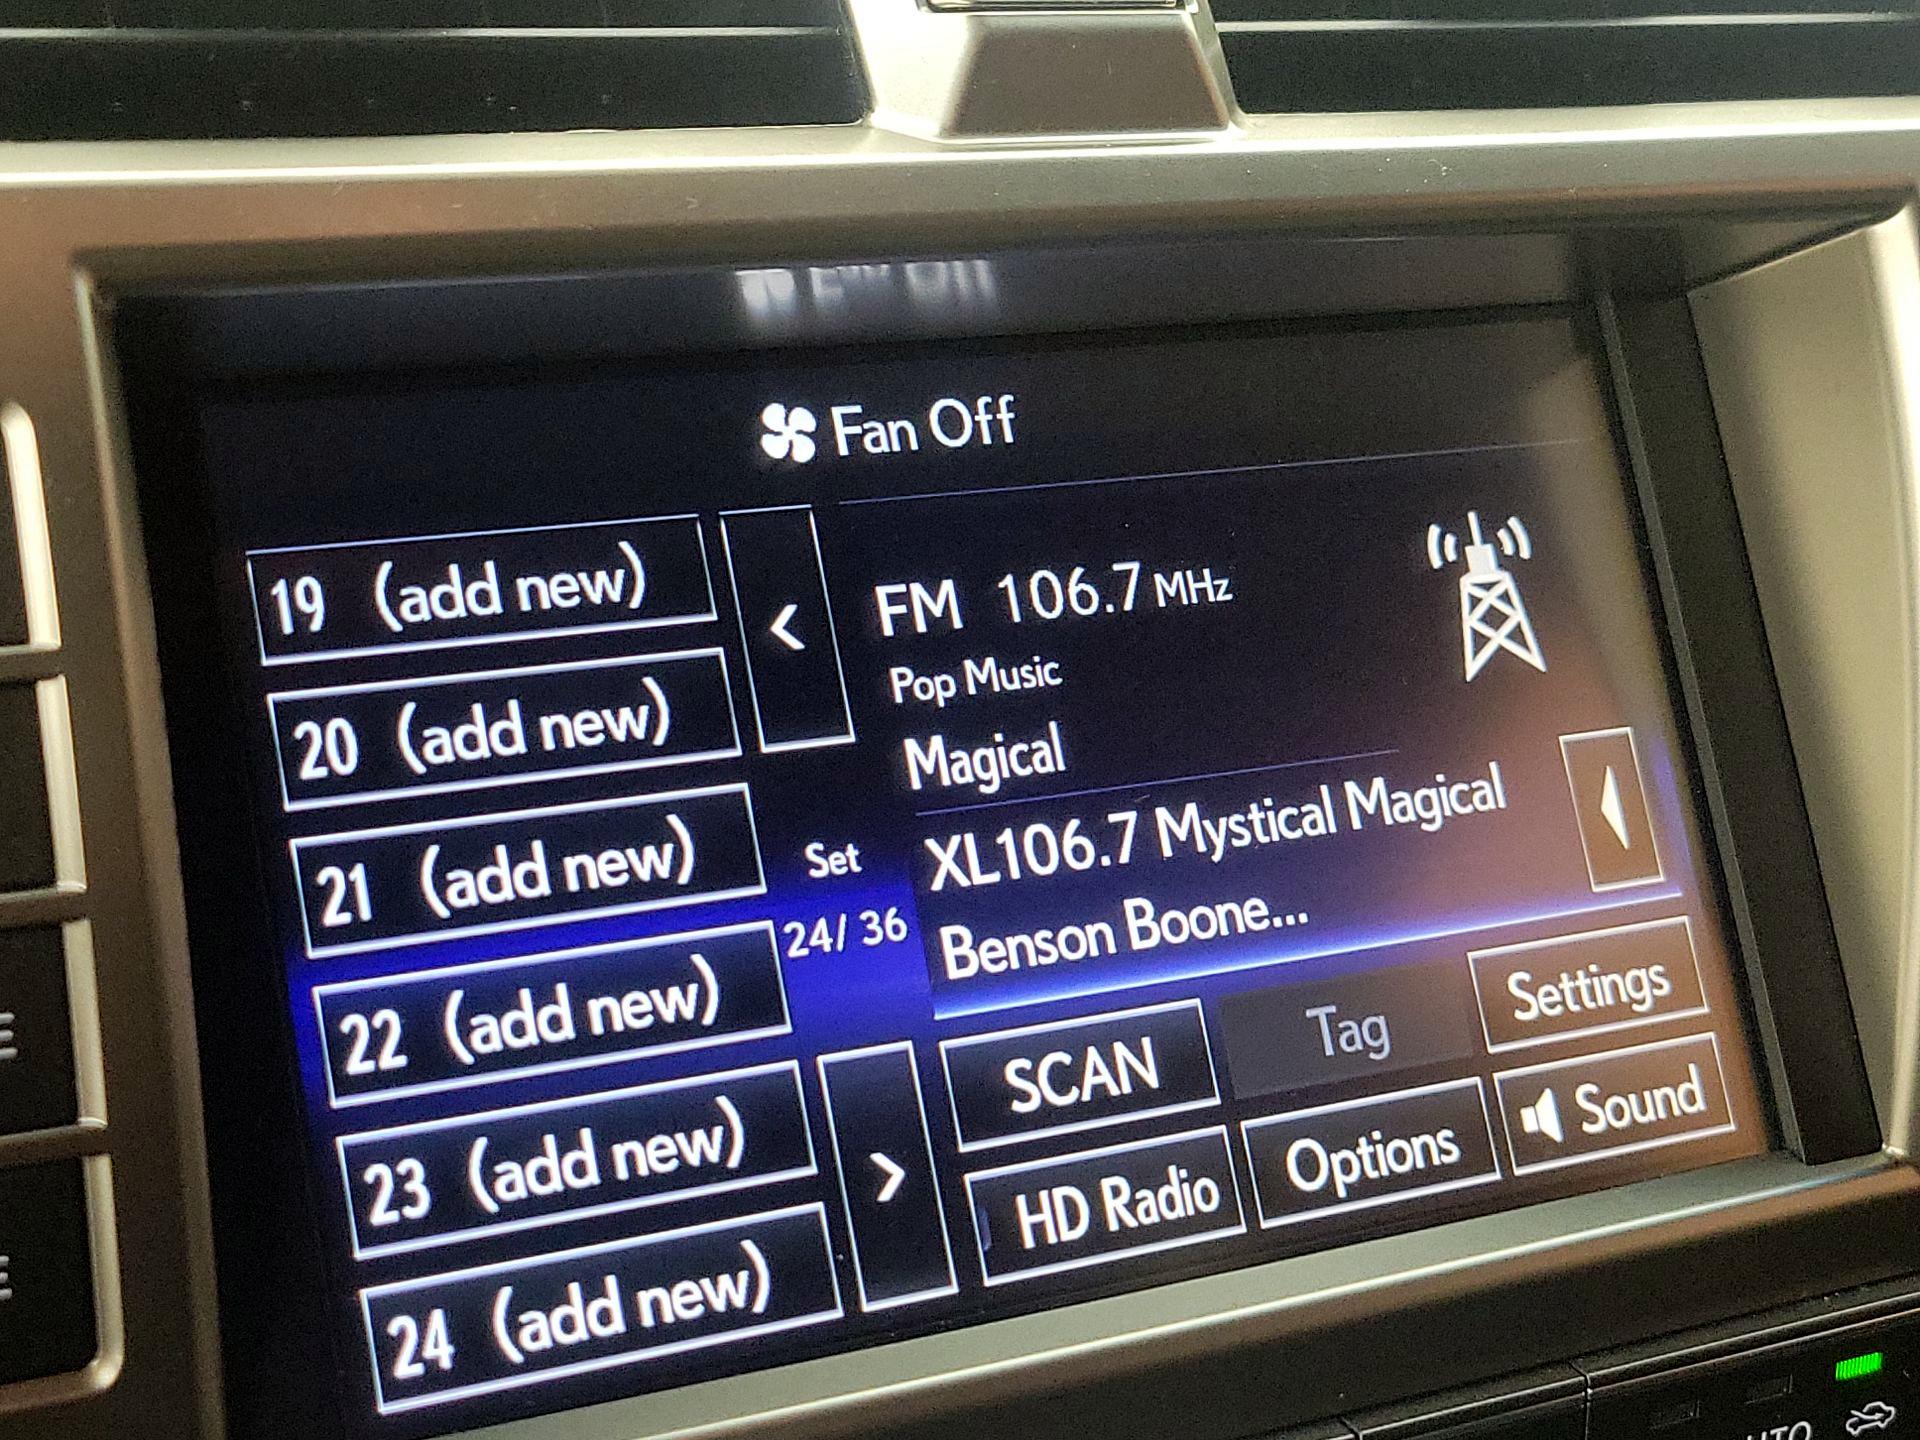 Fan Off
19 (add new)
20 (add new)
21 (add new)
22 (add new)
23 (add new)
24 (add new)
<
Set
24/ 36
>
FM 106.7 MHz
Pop Music
Magical
XL106.7 Mystical Magical
Benson Boone...
SCAN
Tag
Settings
HD Radio
Options
Sound